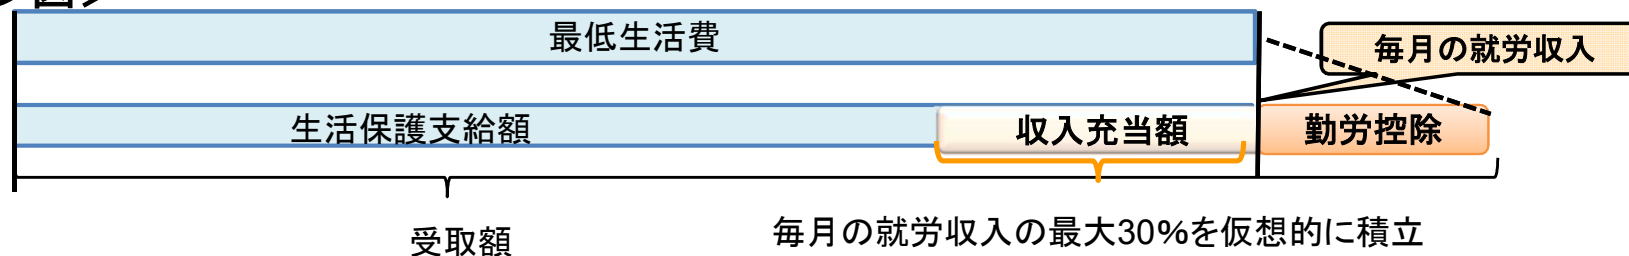 最低生活費
毎月の就労収入
生活保護支給額
収入充当額
勤労控除
受取額
毎月の就労収入の最大30%を仮想的に積立